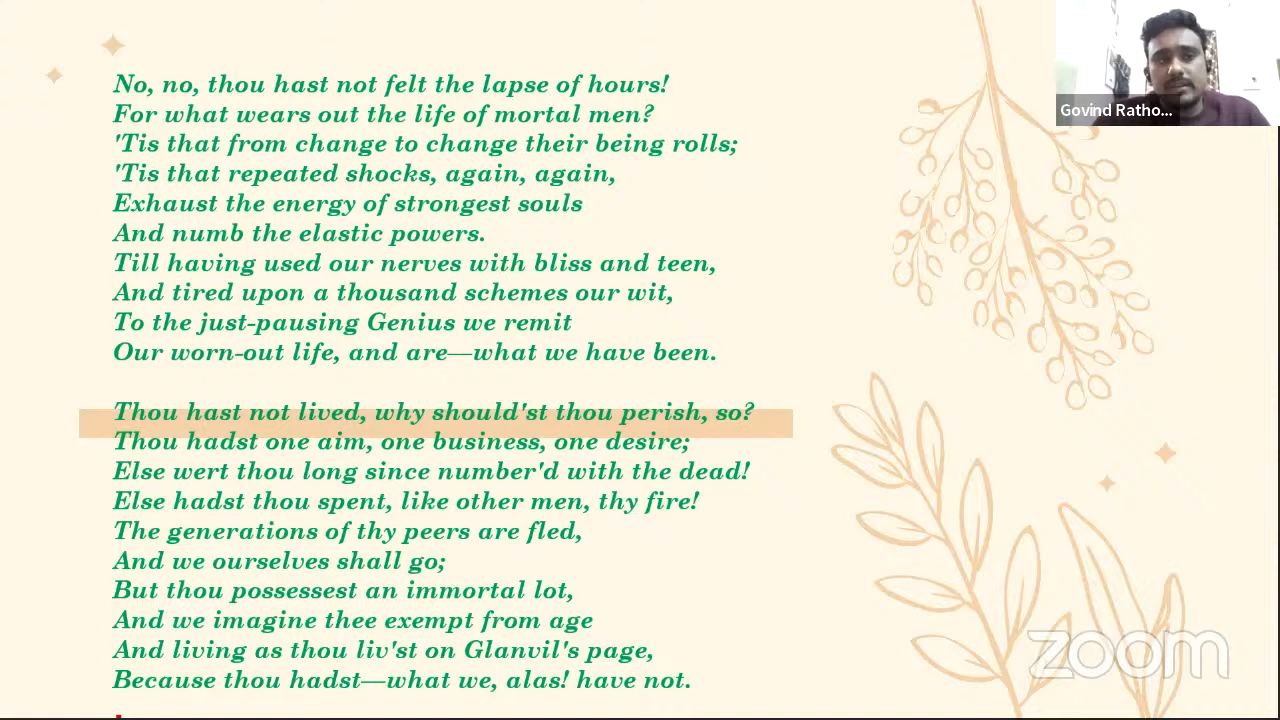 No, no, thou hast not felt the lapse of hours!
For what wears out the life of mortal men?
'Tis that from change to change their being rolls;
'Tis that repeated shocks, again, again,
Exhaust the energy of strongest souls
And numb the elastic powers.
Till having used our nerves with bliss and teen,
And tired upon a thousand schemes our wit,
To the just-pausing Genius we remit
Our worn-out life, and are—what we have been.
Thou hast not lived, why should'st thou perish, so?
Thou hadst one aim, one business, one desire;
Else wert thou long since number'd with the dead!
Else hadst thou spent, like other men, thy fire!
The generations of thy peers are fled,
And we ourselves shall go;
But thou possessest an immortal lot,
And we imagine thee exempt from age
And living as thou liv'st on Glanvil's page,
Because thou hadst—what we, alas! have not.
Govind Ratho...
zoom